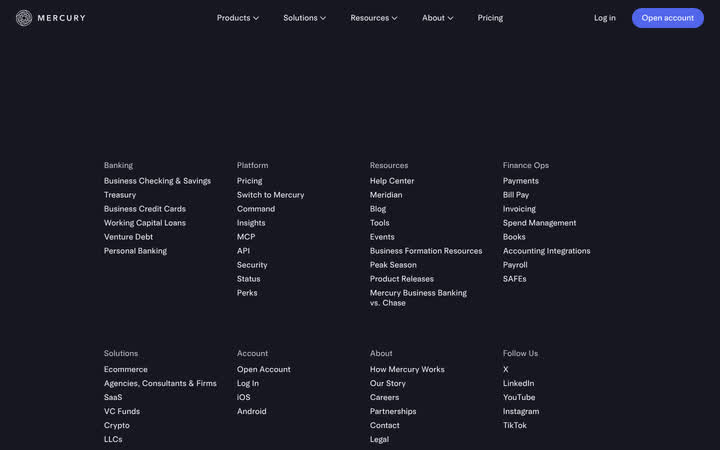 MERCURY
Products
Solutions
Resources
About
Pricing
Log in
Open account
Banking
Business Checking & Savings
Treasury
Business Credit Cards
Working Capital Loans
Venture Debt
Personal Banking
Platform
Pricing
Switch to Mercury
Command
Insights
MCP
API
Security
Status
Perks
Resources
Help Center
Meridian
Blog
Tools
Events
Business Formation Resources
Peak Season
Product Releases
Mercury Business Banking
vs. Chase
Finance Ops
Payments
Bill Pay
Invoicing
Spend Management
Books
Accounting Integrations
Payroll
SAFEs
Solutions
Ecommerce
Agencies, Consultants & Firms
SaaS
VC Funds
Crypto
LLCs
Account
Open Account
Log In
iOS
Android
About
How Mercury Works
Our Story
Careers
Partnerships
Contact
Legal
Follow Us
X
LinkedIn
YouTube
Instagram
TikTok